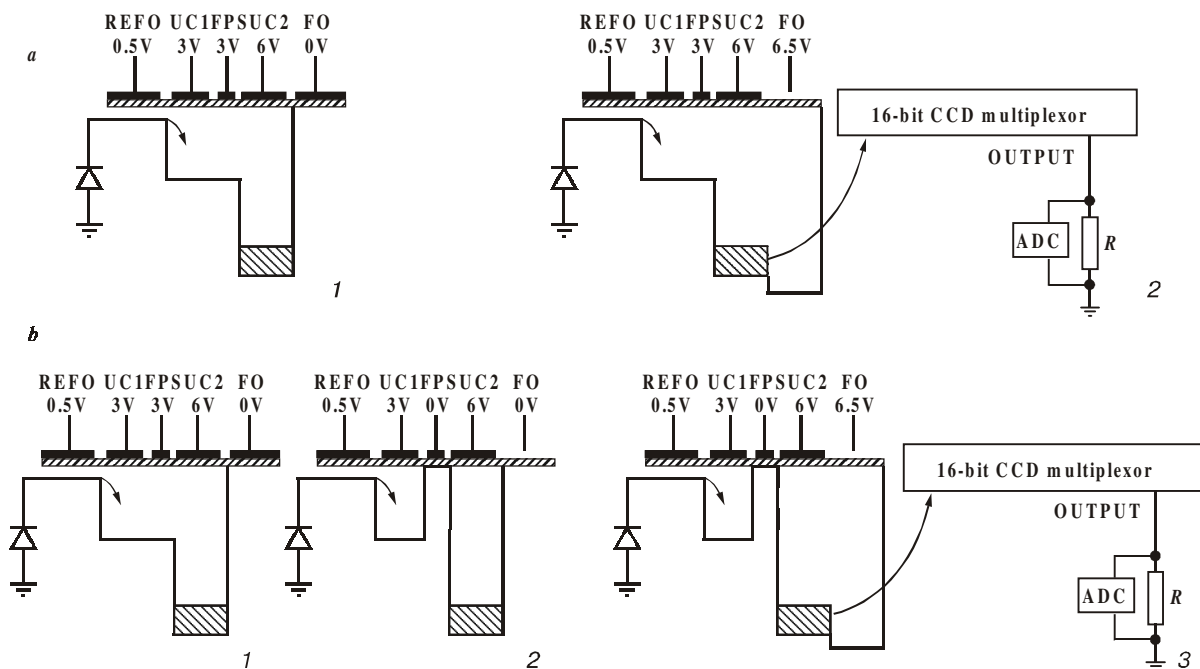 a
REFO UC1FPSUC2 FO
0.5V 3V 3V 6V 0V
1
REFO UC1FPSUC2 FO
0.5V 3V 3V 6V 6.5V
16-bit CCD multiplexor
OUTPUT
ADC R
2
b
REFO UC1FPSUC2 FO
0.5V 3V 3V 6V 0V
1
REFO UC1FPSUC2 FO
0.5V 3V 0V 6V 0V
2
REFO UC1FPSUC2 FO
0.5V 3V 0V 6V 6.5V
16-bit CCD multiplexor
OUTPUT
ADC R
3